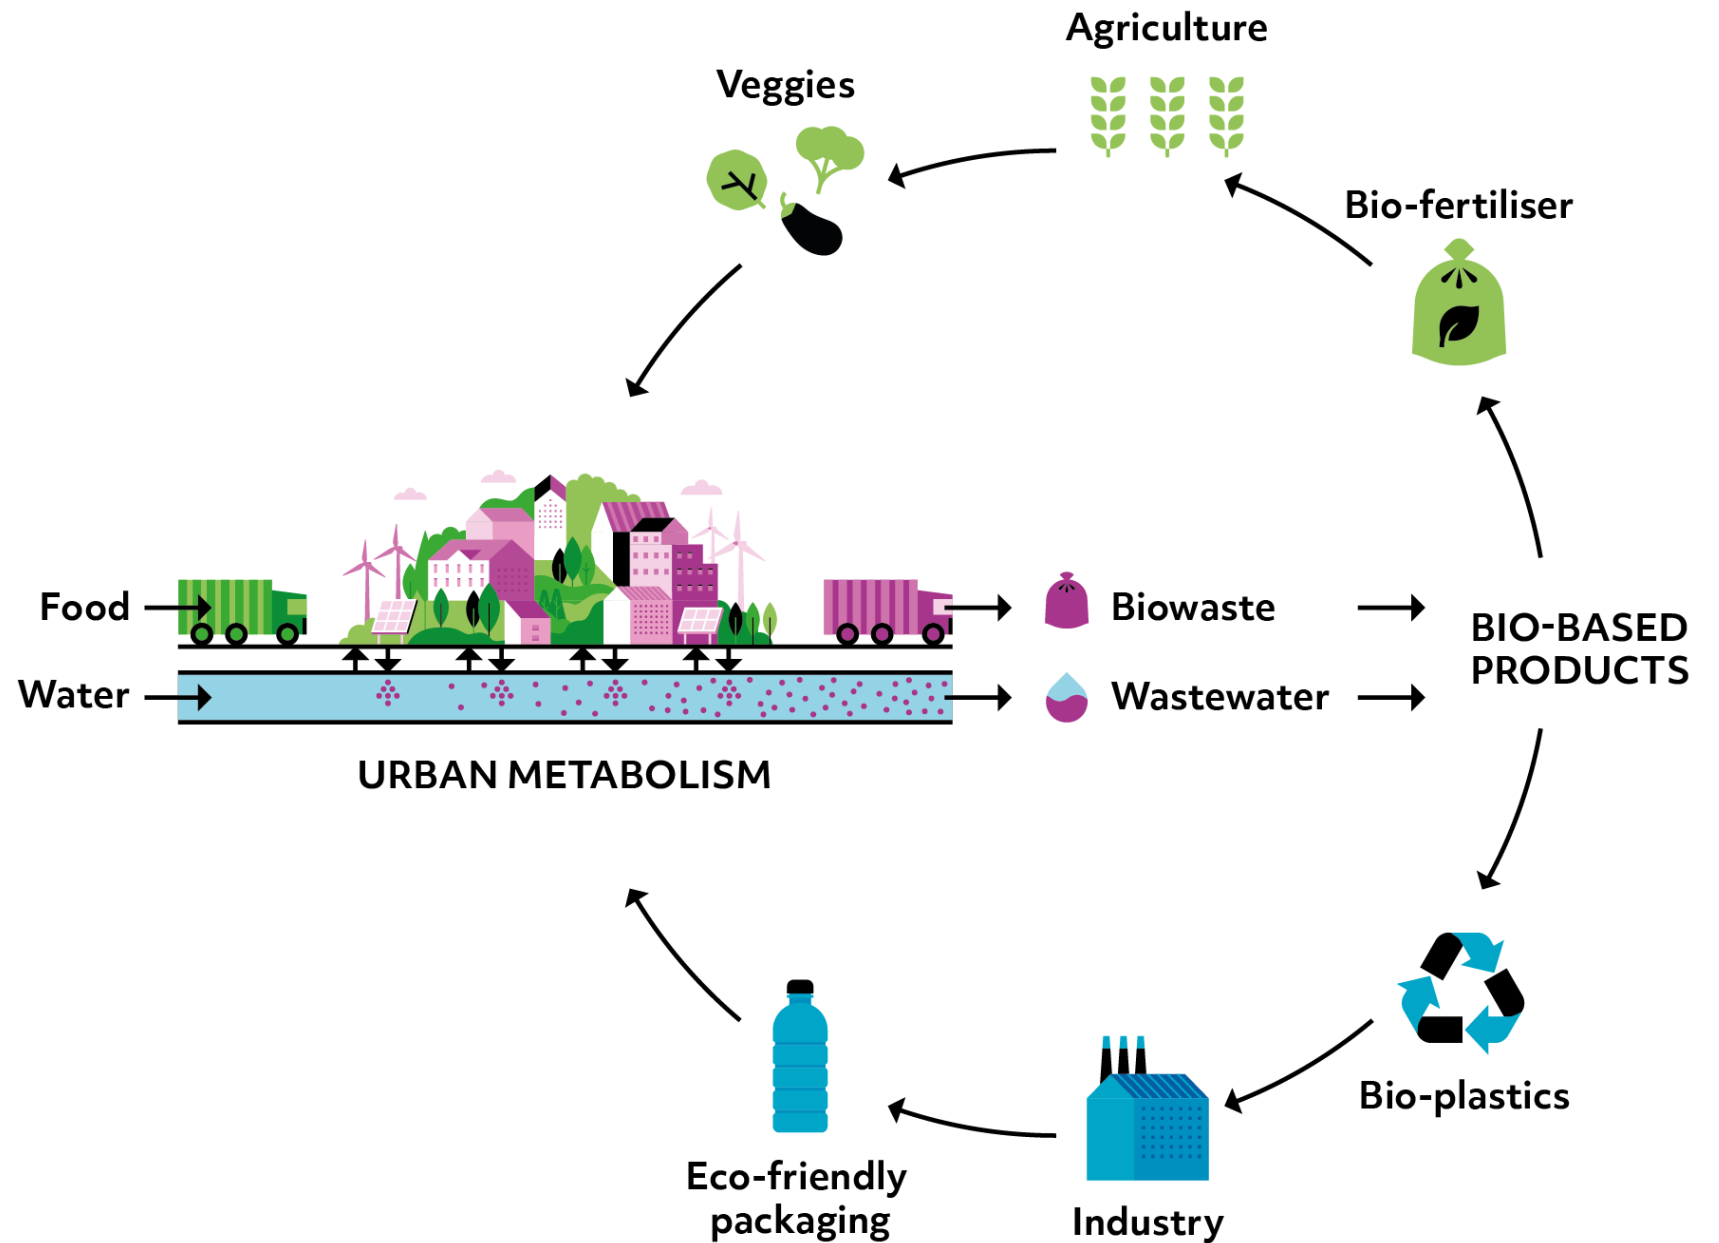 Agriculture
Veggies
Bio-fertiliser
Food
Biowaste
BIO-BASED
PRODUCTS
Water
Wastewater
URBAN METABOLISM
Bio-plastics
Eco-friendly
packaging
Industry